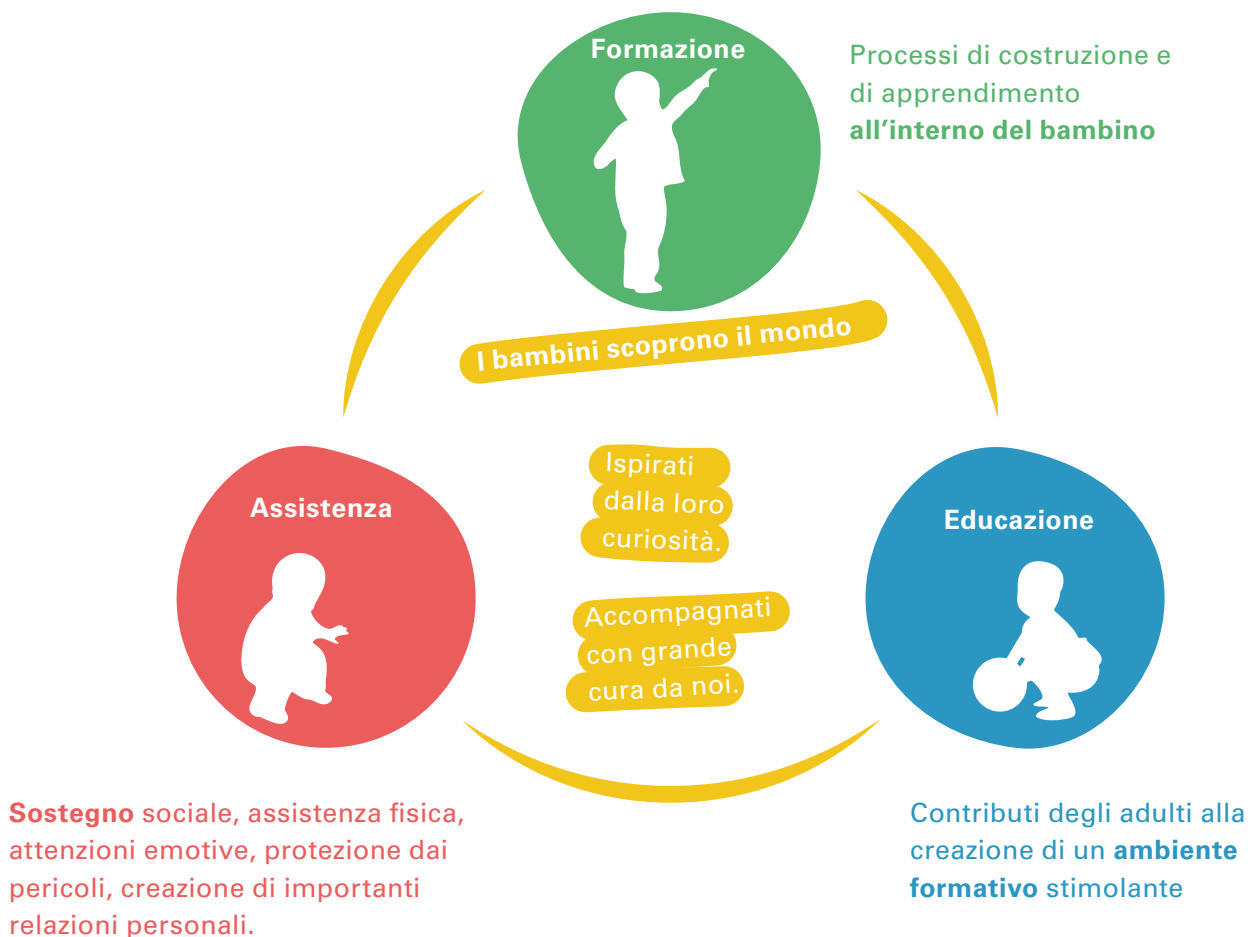 Formazione
Processi di costruzione e
di apprendimento
all’interno del bambino
I bambini scoprono il mondo
Ispirati
dalla loro
curiosità.
Accompagnati
con grande
cura da noi.
Assistenza
Educazione
Sostegno sociale, assistenza fisica,
attenzioni emotive, protezione dai
pericoli, creazione di importanti
relazioni personali.
Contributi degli adulti alla
creazione di un ambiente
formativo stimolante